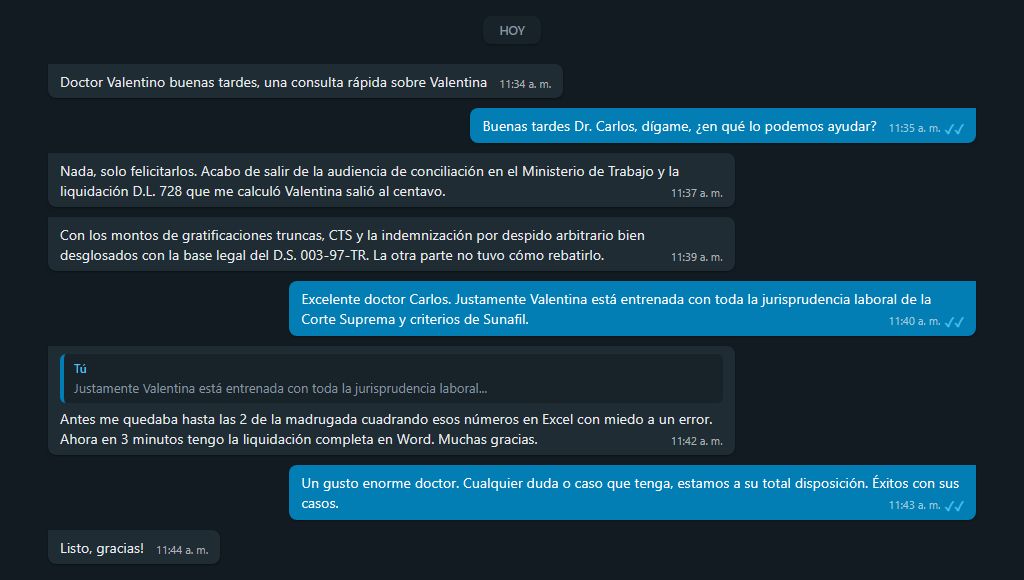 HOY
Doctor Valentino buenas tardes, una consulta rápida sobre Valentina 11:34 a. m.
Buenas tardes Dr. Carlos, dígame, ¿en qué lo podemos ayudar? 11:35 a. m.
Nada, solo felicitarlos. Acabo de salir de la audiencia de conciliación en el Ministerio de Trabajo y la
liquidación D.L. 728 que me calculó Valentina salió al centavo. 11:37 a. m.
Con los montos de gratificaciones truncas, CTS y la indemnización por despido arbitrario bien
desglosados con la base legal del D.S. 003-97-TR. La otra parte no tuvo cómo rebatirlo. 11:39 a. m.
Excelente doctor Carlos. Justamente Valentina está entrenada con toda la jurisprudencia laboral de la
Corte Suprema y criterios de Sunafil. 11:40 a. m.
Tú
Justamente Valentina está entrenada con toda la jurisprudencia laboral...
Antes me quedaba hasta las 2 de la madrugada cuadrando esos números en Excel con miedo a un error.
Ahora en 3 minutos tengo la liquidación completa en Word. Muchas gracias. 11:42 a. m.
Un gusto enorme doctor. Cualquier duda o caso que tenga, estamos a su total disposición. Éxitos con sus
casos. 11:43 a. m.
Listo, gracias! 11:44 a. m.